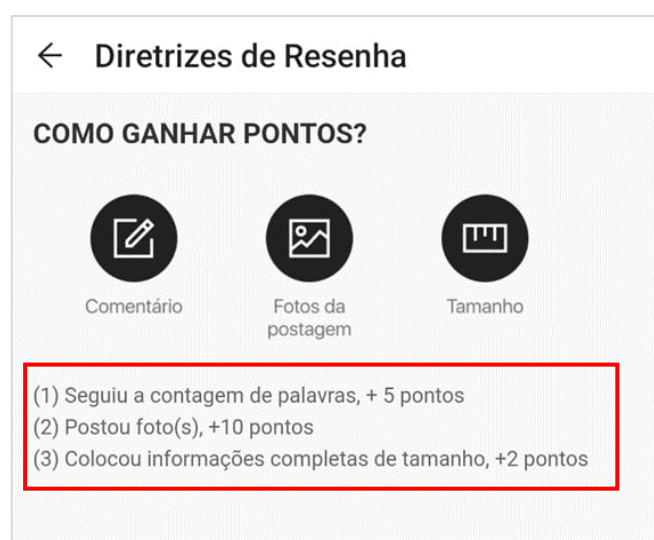 Diretrizes de Resenha
COMO GANHAR PONTOS?
Comentário
Fotos da
postagem
Tamanho
(1) Seguiu a contagem de palavras, + 5 pontos
(2) Postou foto(s), +10 pontos
(3) Colocou informações completas de tamanho, +2 pontos